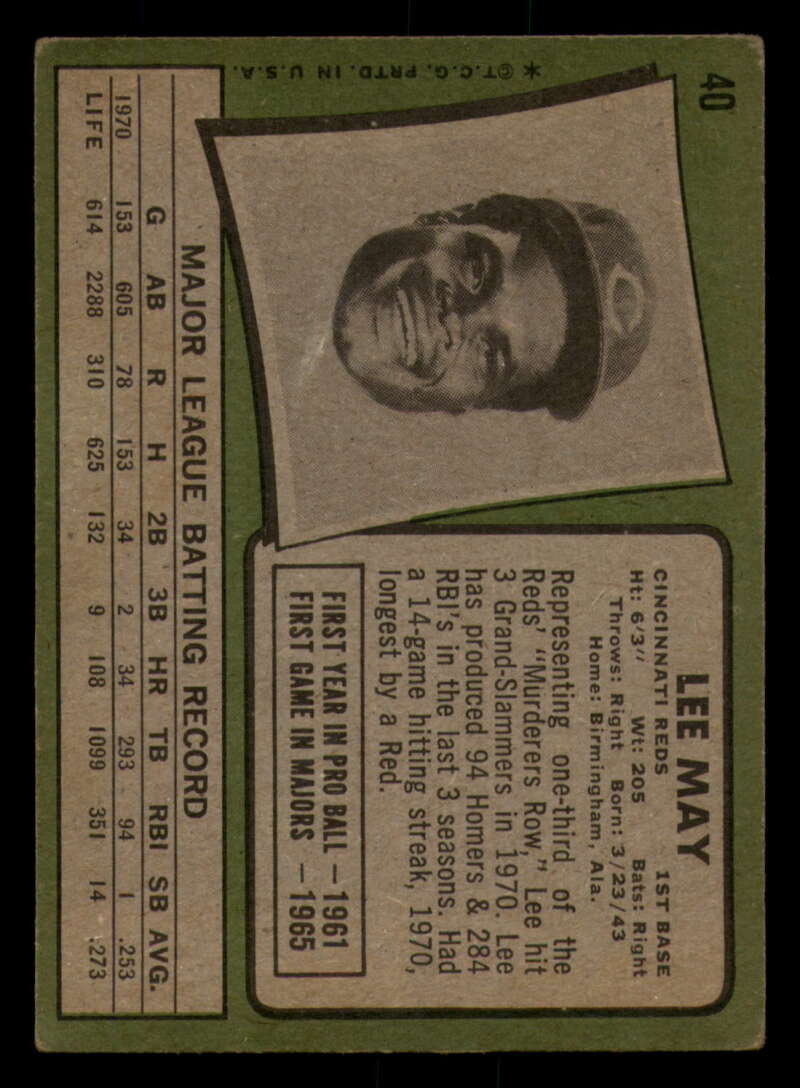 40
LEE MAY
CINCINNATI REDS 1ST BASE
Ht: 6/3" Wt: 205 Bats: Right
Throws: Right Born: 3/23/43
Home: Birmingham, Ala.
Representing one-third of the
Reds' "Murderers Row," Lee hit
3 Grand-Slammers in 1970. Lee
has produced 94 Homers & 284
RBI's in the last 3 seasons. Had
a 14-game hitting streak, 1970,
longest by a Red.
FIRST YEAR IN PRO BALL – 1961
FIRST GAME IN MAJORS – 1965
C
MAJOR LEAGUE BATTING RECORD
G AB R H 2B 3B HR TB RBI SB AVG.
1970 153 605 78 153 34 2 34 293 94 1 .253
LIFE 614 2288 310 625 132 9 108 1099 351 14 .273
* © T.C.G. PRTD. IN U.S.A.